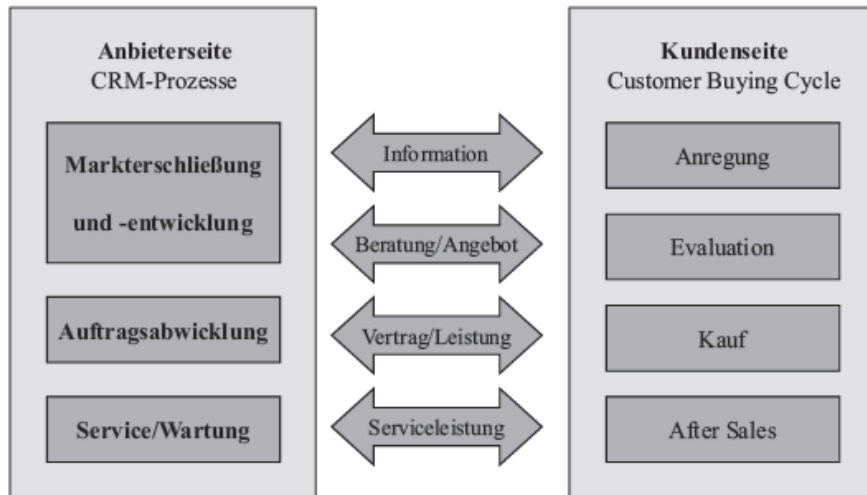 Anbieterseite
CRM-Prozesse
Markterschließung
und -entwicklung
Auftragsabwicklung
Service/Wartung
Information
Beratung/Angebot
Vertrag/Leistung
Serviceleistung
Kundenseite
Customer Buying Cycle
Anregung
Evaluation
Kauf
After Sales